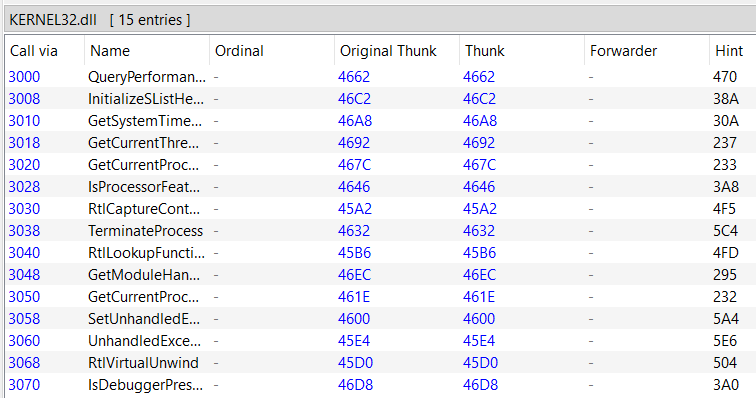 KERNEL32.dll [ 15 entries ]
Call via Name Ordinal Original Thunk Thunk Forwarder Hint
3000 QueryPerforman... - 4662 4662 - 470
3008 InitializeSListHe... - 46C2 46C2 - 38A
3010 GetSystemTime... - 46A8 46A8 - 30A
3018 GetCurrentThre... - 4692 4692 - 237
3020 GetCurrentProc... - 467C 467C - 233
3028 IsProcessorFeat... - 4646 4646 - 3A8
3030 RtlCaptureCont... - 45A2 45A2 - 4F5
3038 TerminateProcess - 4632 4632 - 5C4
3040 RtlLookupFuncti... - 45B6 45B6 - 4FD
3048 GetModuleHan... - 46EC 46EC - 295
3050 GetCurrentProc... - 461E 461E - 232
3058 SetUnhandledE... - 4600 4600 - 5A4
3060 UnhandledExce... - 45E4 45E4 - 5E6
3068 RtlVirtualUnwind - 45D0 45D0 - 504
3070 IsDebuggerPres... - 46D8 46D8 - 3A0